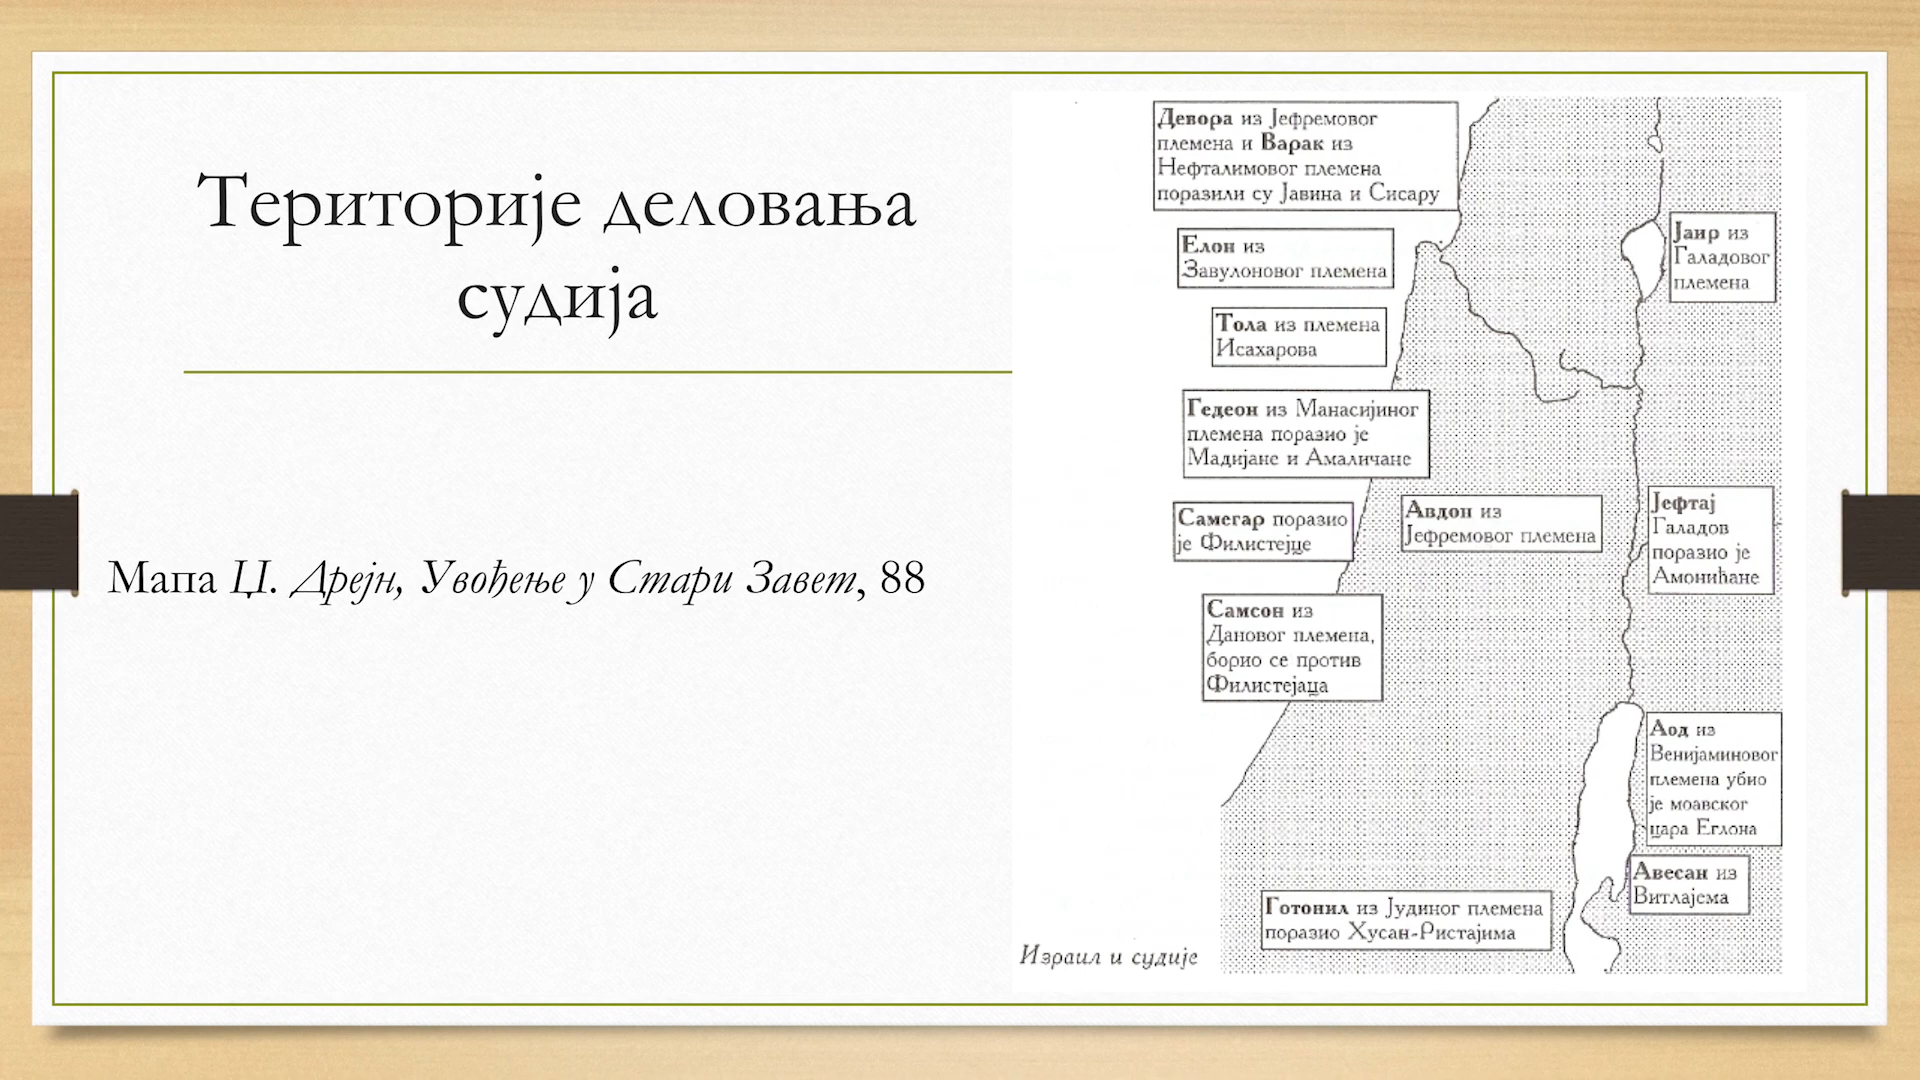 Територије деловања
судија
Мапа Џ. Дрејн, Увођење у Стари Завет, 88
Девора из Јефремовог
племена и Варак из
Нефталимовог племена
поразили су Јавина и Сисару
Елон из
Завулоновог племена
Тола из племена
Исахарова
Гедеон из Манасијиног
племена поразио је
Мадијане и Амаличане
Самегар поразио
је Филистејце
Самсон из
Дановог племена,
борио се против
Филистејаца
Авдон из
Јефремовог племена
Јаир из
Галадовог
племена
Јефтај
Галадов
поразио је
Амонићане
Аод из
Венијаминовог
племена убио
је моавског
цара Еглона
Авесан из
Витлајема
Готонил из Јудиног племена
поразио Хусан-Ристајима
Израил и судије